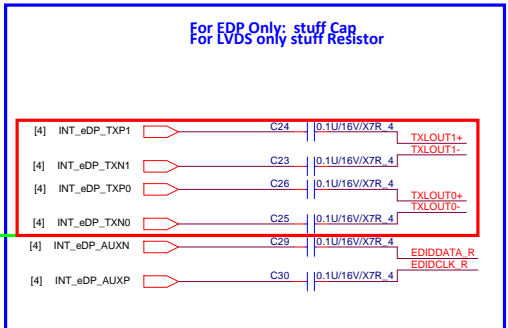 For EDP Only: stuff Cap
For LVDS only stuff Resistor
[4] INT_eDP_TXP1 C24 0.1U/16V//X7R_4 TXLOUT1+
TXLOUT1-
[4] INT_eDP_TXN1 C23 0.1U/16V//X7R_4
[4] INT_eDP_TXP0 C26 0.1U/16V//X7R_4 TXLOUT0+
TXLOUT0-
[4] INT_eDP_TXN0 C25 0.1U/16V//X7R_4
[4] INT_eDP_AUXN C29 0.1U/16V//X7R_4 EDIDDATA_R
EDIDCLK_R
[4] INT_eDP_AUXP C30 0.1U/16V//X7R_4